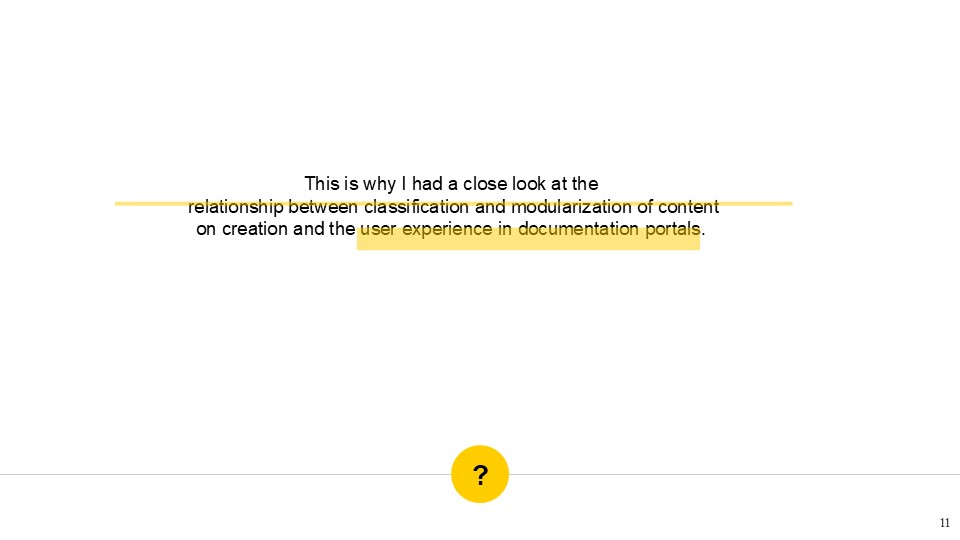 This is why I had a close look at the
relationship between classification and modularization of content
on creation and the user experience in documentation portals.
?
11